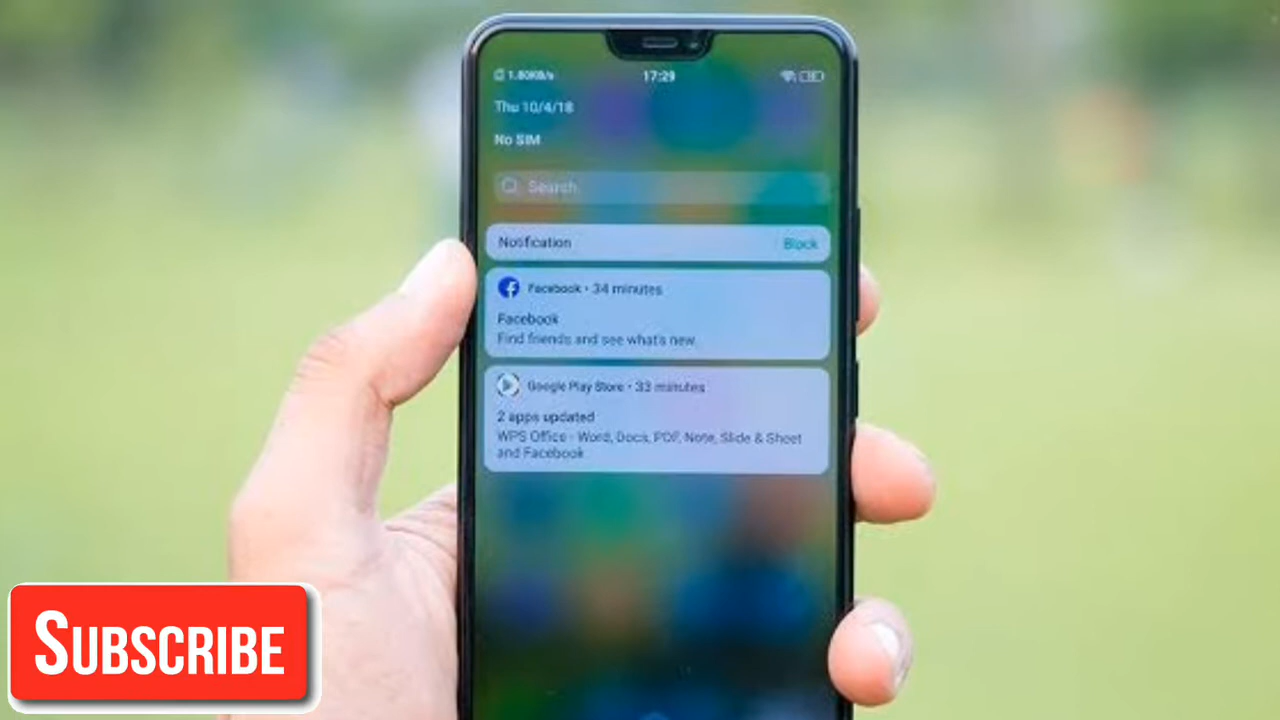 1.80KB/s 17:29
Thu 10/4/18
No SIM
Search
Notification Block
Facebook • 34 minutes
Facebook
Find friends and see what's new.
Google Play Store • 33 minutes
2 apps updated
WPS Office - Word, Docs, PDF, Note, Slide & Sheet
and Facebook
SUBSCRIBE